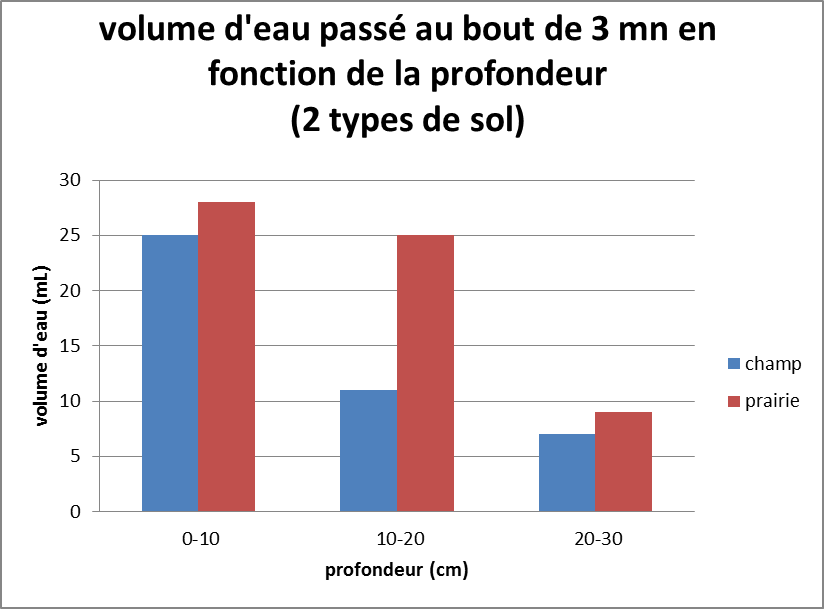 volume d'eau passé au bout de 3 mn en
fonction de la profondeur
(2 types de sol)
30
25
20
15
10
5
0
volume d'eau (mL)
0-10
10-20
20-30
profondeur (cm)
champ
prairie